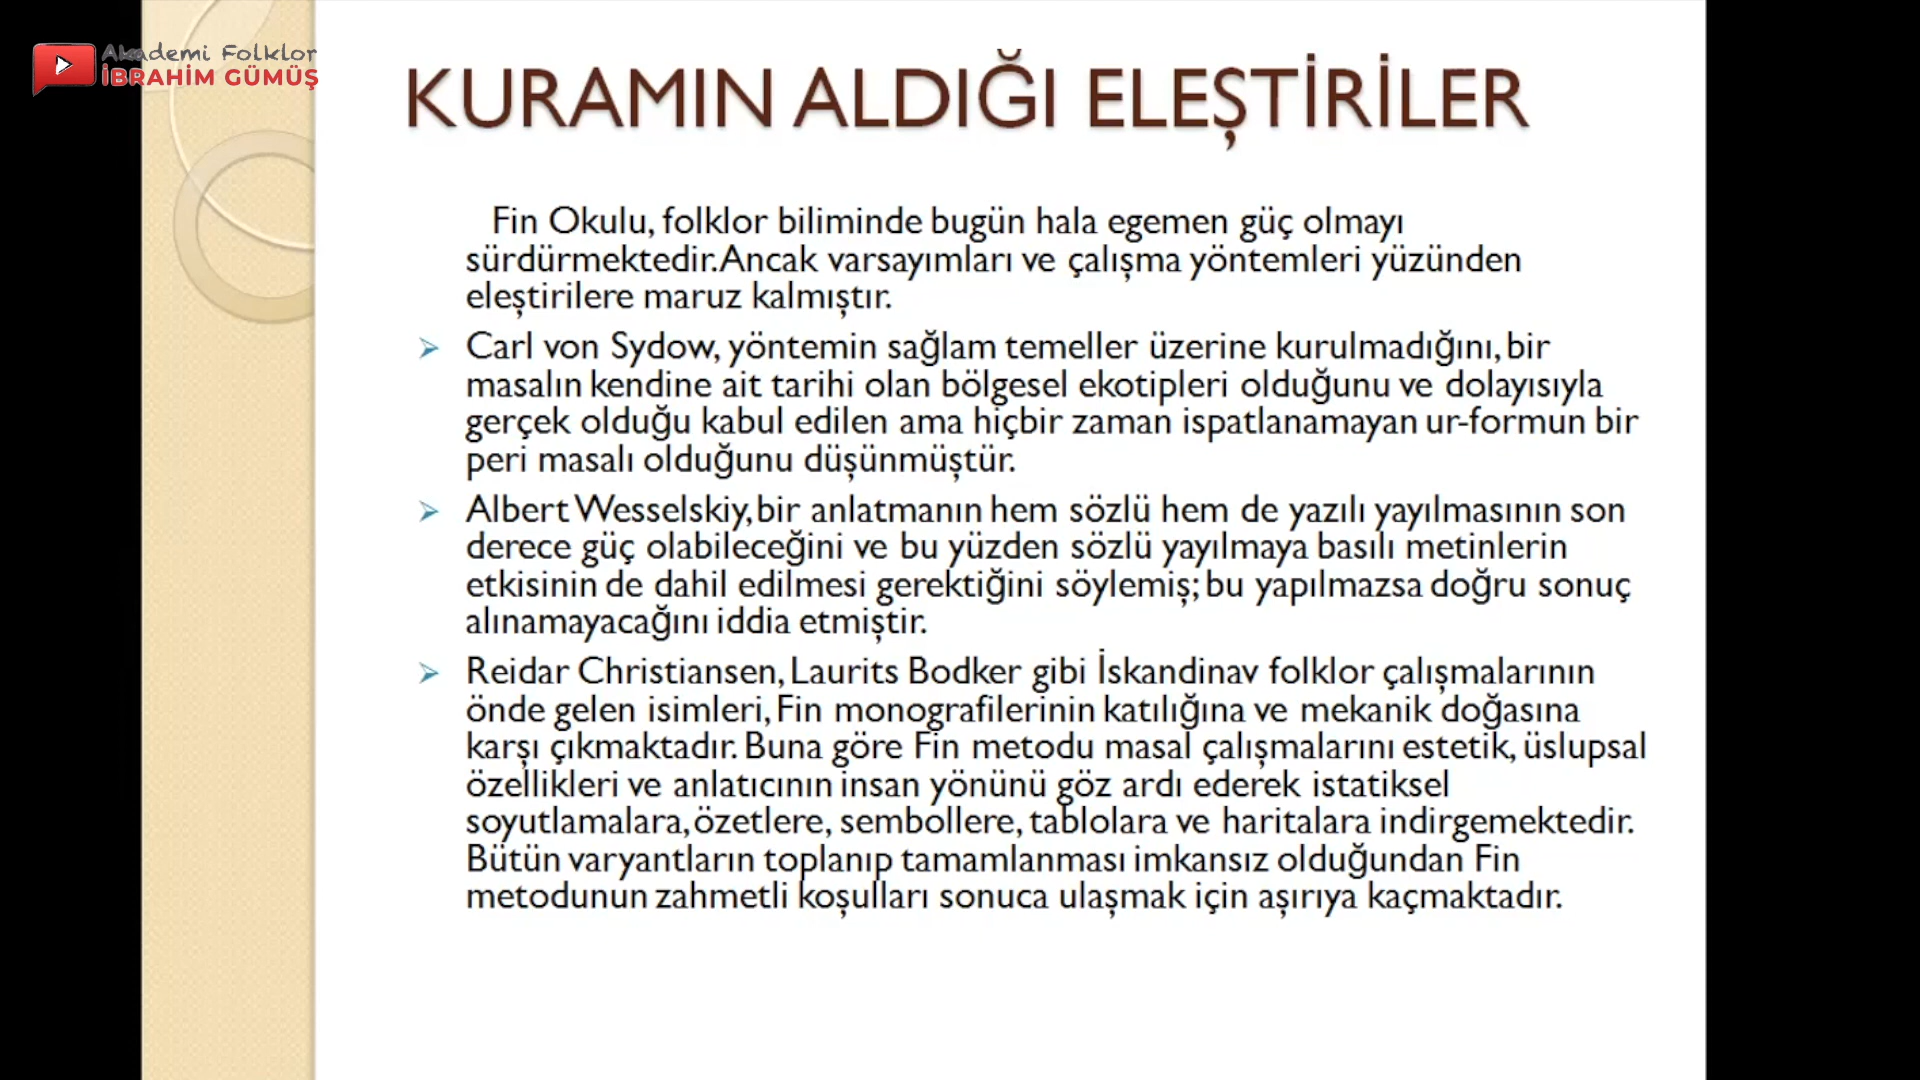 Akademi Folklor
İBRAHİM GÜMÜŞ
KURAMIN ALDIĞI ELEŞTİRİLER
Fin Okulu, folklor biliminde bugün hala egemen güç olmayı
sürdürmektedir. Ancak varsayımları ve çalışma yöntemleri yüzünden
eleştirilere maruz kalmıştır.
➢ Carl von Sydow, yöntemin sağlam temeller üzerine kurulmadığını, bir
masalın kendine ait tarihi olan bölgesel ekotipleri olduğunu ve dolayısıyla
gerçek olduğu kabul edilen ama hiçbir zaman ispatlanamayan ur-formun bir
peri masalı olduğunu düşünmüştür.
➢ Albert Wesselskiy, bir anlatmanın hem sözlü hem de yazılı yayılmasının son
derece güç olabileceğini ve bu yüzden sözlü yayılmaya basılı metinlerin
etkisinin de dahil edilmesi gerektiğini söylemiş; bu yapılmazsa doğru sonuç
alınamayacağını iddia etmiştir.
➢ Reidar Christiansen, Laurits Bodker gibi İskandinav folklor çalışmalarının
önde gelen isimleri, Fin monografilerinin katılığına ve mekanik doğasına
karşı çıkmaktadır. Buna göre Fin metodu masal çalışmalarını estetik, üslupsal
özellikleri ve anlatıcının insan yönünü göz ardı ederek istatiksel
soyutlamalara, özetlere, sembollere, tablolara ve haritalara indirgemektedir.
Bütün varyantların toplanıp tamamlanması imkansız olduğundan Fin
metodunun zahmetli koşulları sonuca ulaşmak için aşırıya kaçmaktadır.